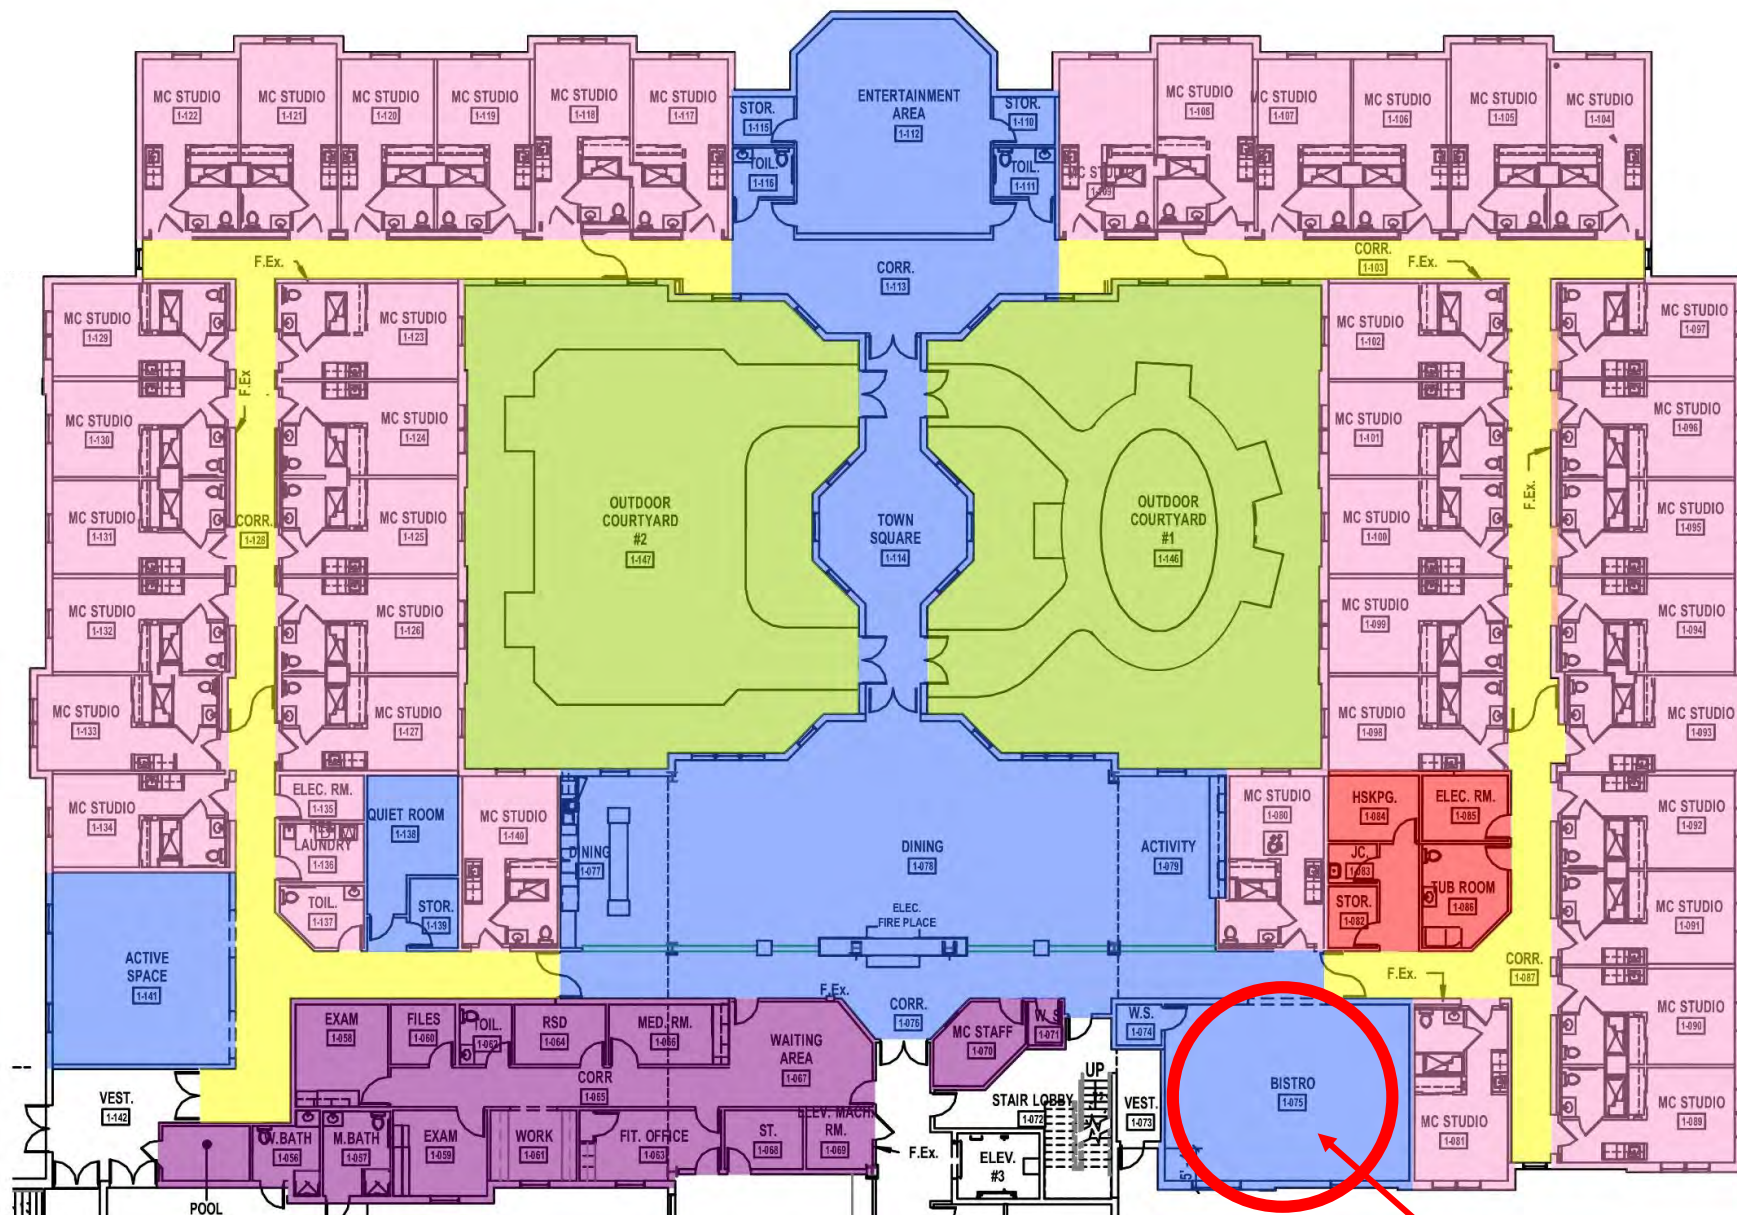 MC STUDIO
1-122
MC STUDIO
1-121
MC STUDIO
1-120
MC STUDIO
1-119
MC STUDIO
1-118
MC STUDIO
1-117
STOR.
1-115
TOIL.
1-116
ENTERTAINMENT
AREA
1-112
STOR.
1-110
TOIL.
1-111
MC STUDIO
1-109
MC STUDIO
1-108
MC STUDIO
1-107
MC STUDIO
1-106
MC STUDIO
1-105
MC STUDIO
1-104
F.Ex.
CORR.
1-113
CORR.
1-103
F.Ex.
MC STUDIO
1-129
MC STUDIO
1-123
MC STUDIO
1-102
MC STUDIO
1-097
F.Ex
MC STUDIO
1-130
MC STUDIO
1-124
MC STUDIO
1-101
MC STUDIO
1-096
F.Ex.
MC STUDIO
1-131
CORR.
1-128
MC STUDIO
1-125
OUTDOOR
COURTYARD
#2
1-147
TOWN
SQUARE
1-114
OUTDOOR
COURTYARD
#1
1-146
MC STUDIO
1-100
MC STUDIO
1-095
MC STUDIO
1-132
MC STUDIO
1-126
MC STUDIO
1-099
MC STUDIO
1-094
MC STUDIO
1-133
MC STUDIO
1-127
MC STUDIO
1-098
MC STUDIO
1-093
MC STUDIO
1-134
ELEC. RM.
1-135
RES.
LAUNDRY
1-136
TOIL.
1-137
QUIET ROOM
1-138
STOR.
1-139
MC STUDIO
1-140
DINING
1-077
DINING
1-078
ACTIVITY
1-079
ELEC.
FIRE PLACE
MC STUDIO
1-080
HSKPG.
1-084
ELEC. RM.
1-085
JC.
1-083
STOR.
1-082
TUB ROOM
1-086
MC STUDIO
1-092
MC STUDIO
1-091
ACTIVE
SPACE
1-141
F.Ex.
CORR.
1-076
F.Ex.
CORR.
1-087
EXAM
1-058
FILES
1-060
TOIL.
1-062
RSD
1-064
MED. RM.
1-066
WAITING
AREA
1-067
MC STAFF
1-070
W.S.
1-071
W.S.
1-074
MC STUDIO
1-090
CORR
1-065
UP
BISTRO
1-075
VEST.
1-142
STAIR LOBBY
1-072
VEST.
1-073
MC STUDIO
1-081
MC STUDIO
1-089
W.BATH
1-056
M.BATH
1-057
EXAM
1-059
WORK
1-061
FIT. OFFICE
1-063
ST.
1-068
ELEV. MACH.
RM.
1-069
F.Ex.
ELEV.
#3
POOL